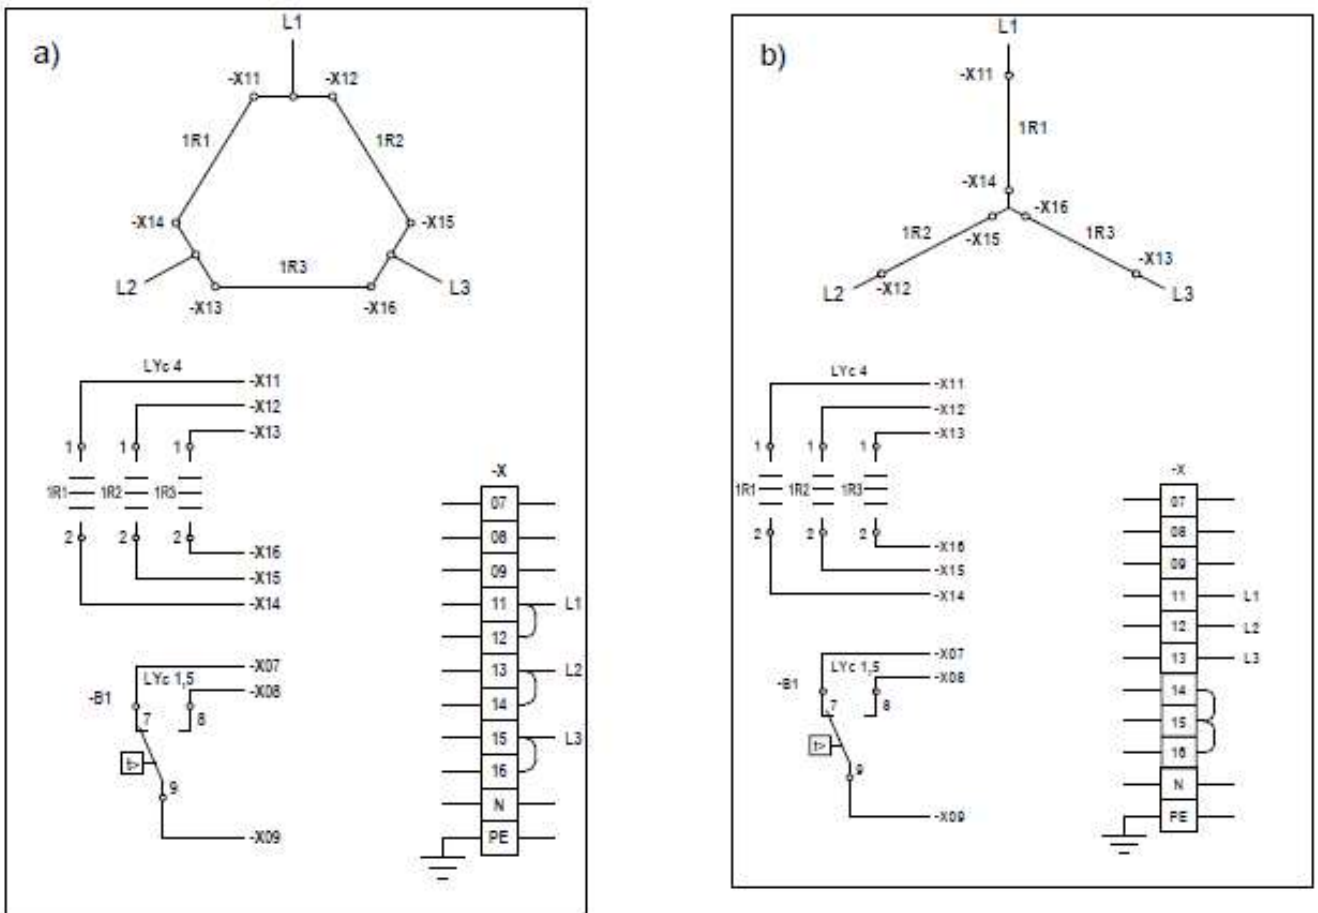 a)
L1
-X11
-X12
1R1
1R2
-X14
-X15
1R3
L2
L3
-X13
-X16
LYc 4
-X11
-X12
-X13
1
1
1
1R1
1R2
1R3
2
2
2
-X16
-X15
-X14
-X07
LYc 1,5
-X08
-B1
7
8
t>
9
-X09
-X
07
08
09
11
L1
12
13
L2
14
15
L3
16
N
PE
b)
L1
-X11
1R1
-X14
-X16
1R2
-X15
1R3
-X13
L2
-X12
L3
LYc 4
-X11
-X12
-X13
1
1
1
1R1
1R2
1R3
2
2
2
-X16
-X15
-X14
-X07
LYc 1,5
-X08
-B1
7
8
t>
9
-X09
-X
07
08
09
11
L1
12
L2
13
L3
14
15
16
N
PE